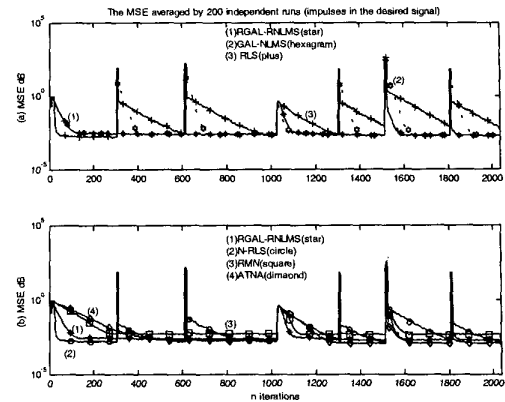 The MSE averaged by 200 independent runs (impulses in the desired signal)
10^5
(1)RGAL-RNLMS(star)
(2)GAL-NLMS(hexagram)
(3) RLS(plus)
(2)
(a) MSE dB
10^0
(1)
(3)
10^-5
0 200 400 600 800 1000 1200 1400 1600 1800 2000
10^5
(1)RGAL-RNLMS(star)
(2)N-RLS(circle)
(3)RMN(square)
(4)ATNA(dimaond)
(b) MSE dB
10^0
(4)
(1)
(3)
(2)
10^-5
0 200 400 600 800 1000 1200 1400 1600 1800 2000
n iterations